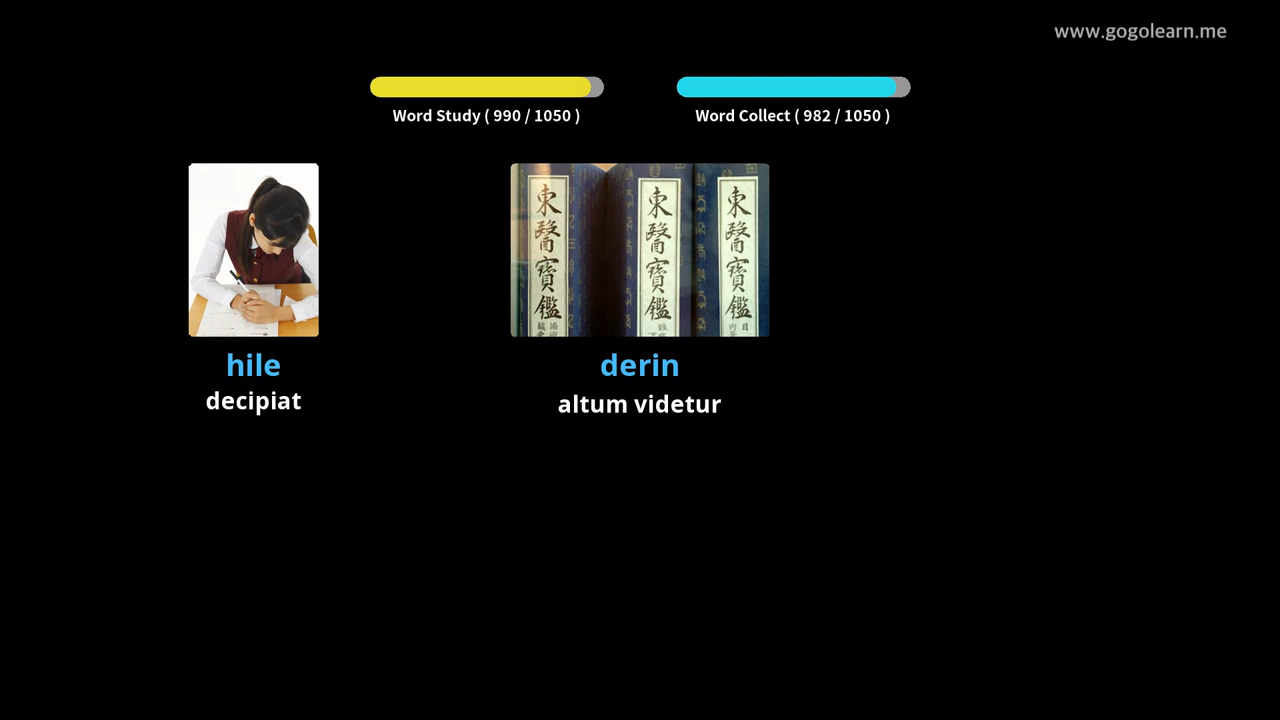 www.gogolearn.me
Word Study ( 990 / 1050 )
Word Collect ( 982 / 1050 )
東醫寶鑑
東醫寶鑑
東醫寶鑑
hile
decipiat
derin
altum videtur